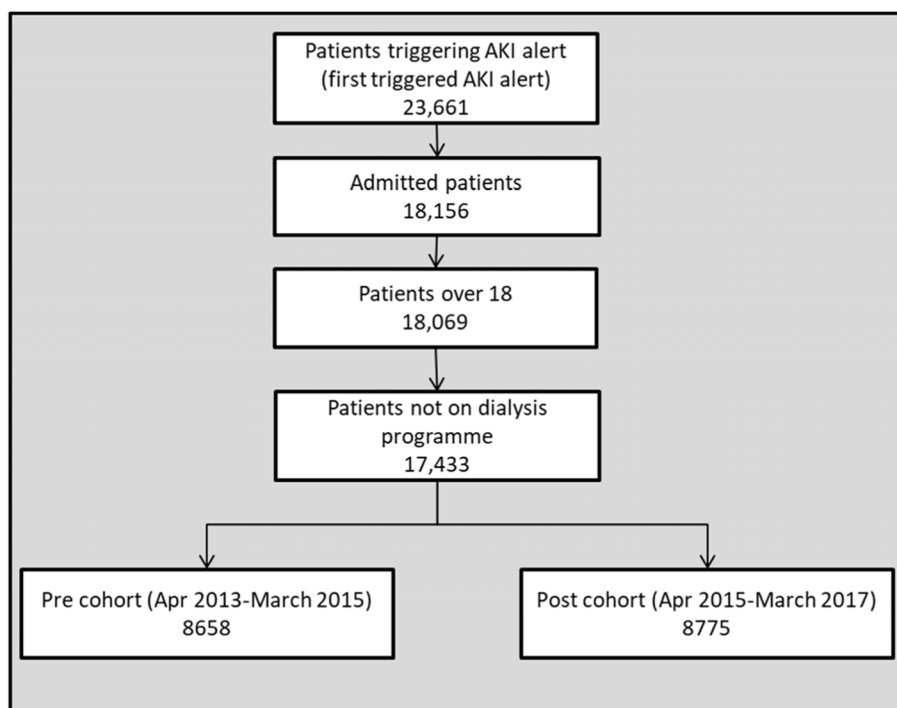 Patients triggering AKI alert
(first triggered AKI alert)
23,661
Admitted patients
18,156
Patients over 18
18,069
Patients not on dialysis
programme
17,433
Pre cohort (Apr 2013-March 2015)
8658
Post cohort (Apr 2015-March 2017)
8775